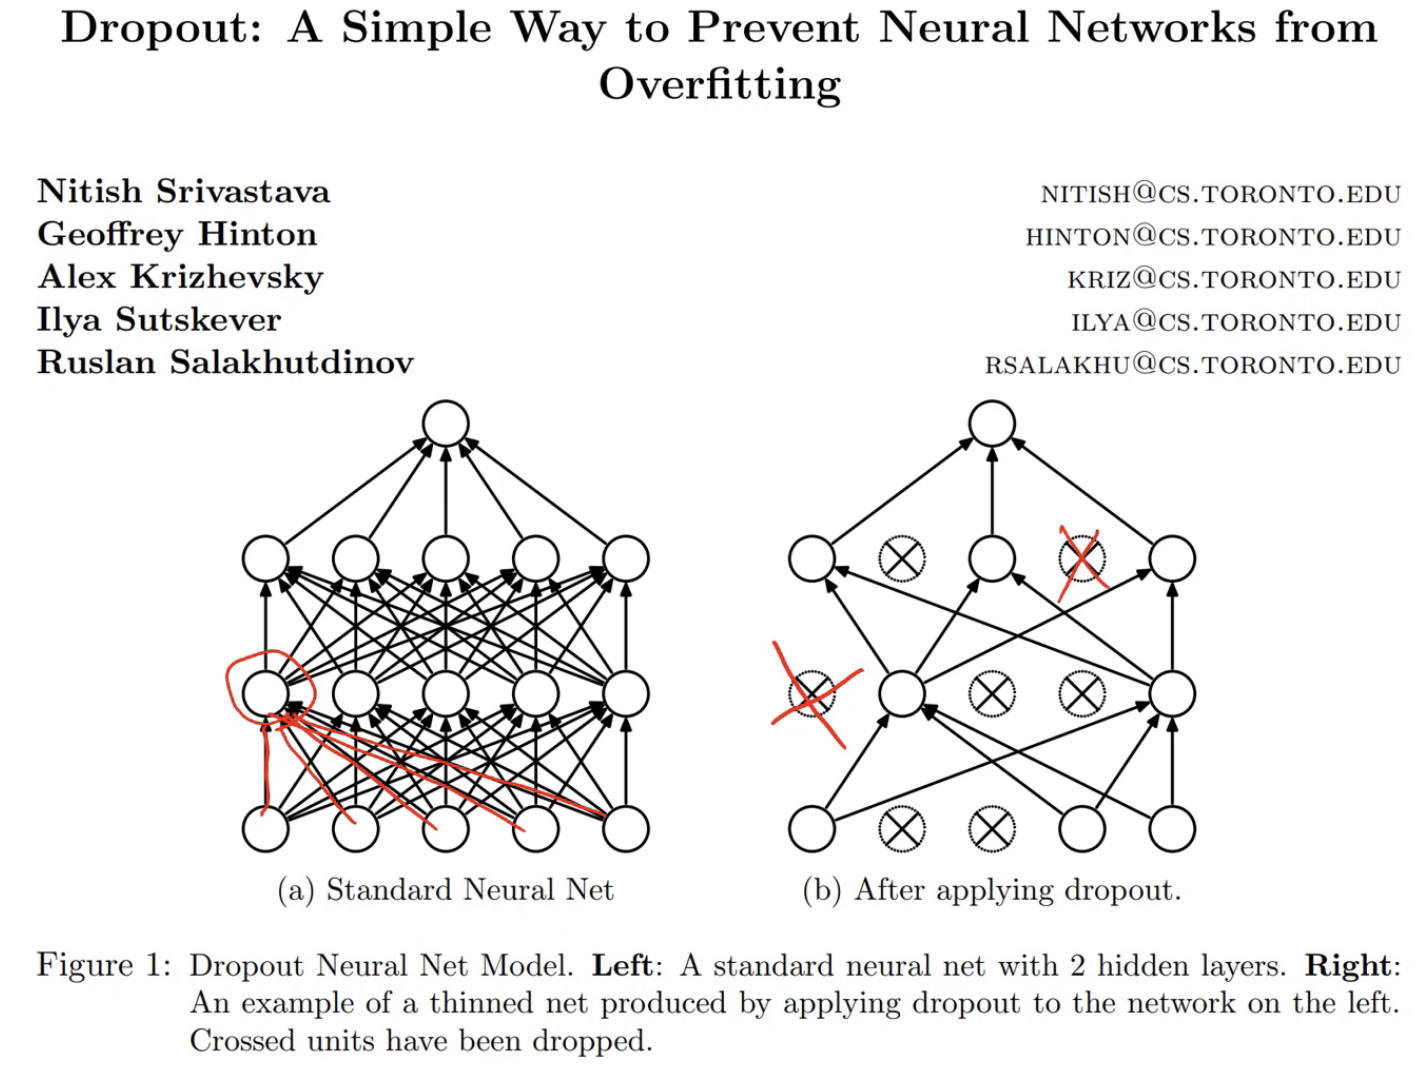 Dropout: A Simple Way to Prevent Neural Networks from
Overfitting
Nitish Srivastava NITISH@CS.TORONTO.EDU
Geoffrey Hinton HINTON@CS.TORONTO.EDU
Alex Krizhevsky KRIZ@CS.TORONTO.EDU
Ilya Sutskever ILYA@CS.TORONTO.EDU
Ruslan Salakhutdinov RSALAKHU@CS.TORONTO.EDU
(a) Standard Neural Net
(b) After applying dropout.
Figure 1: Dropout Neural Net Model. Left: A standard neural net with 2 hidden layers. Right:
An example of a thinned net produced by applying dropout to the network on the left.
Crossed units have been dropped.